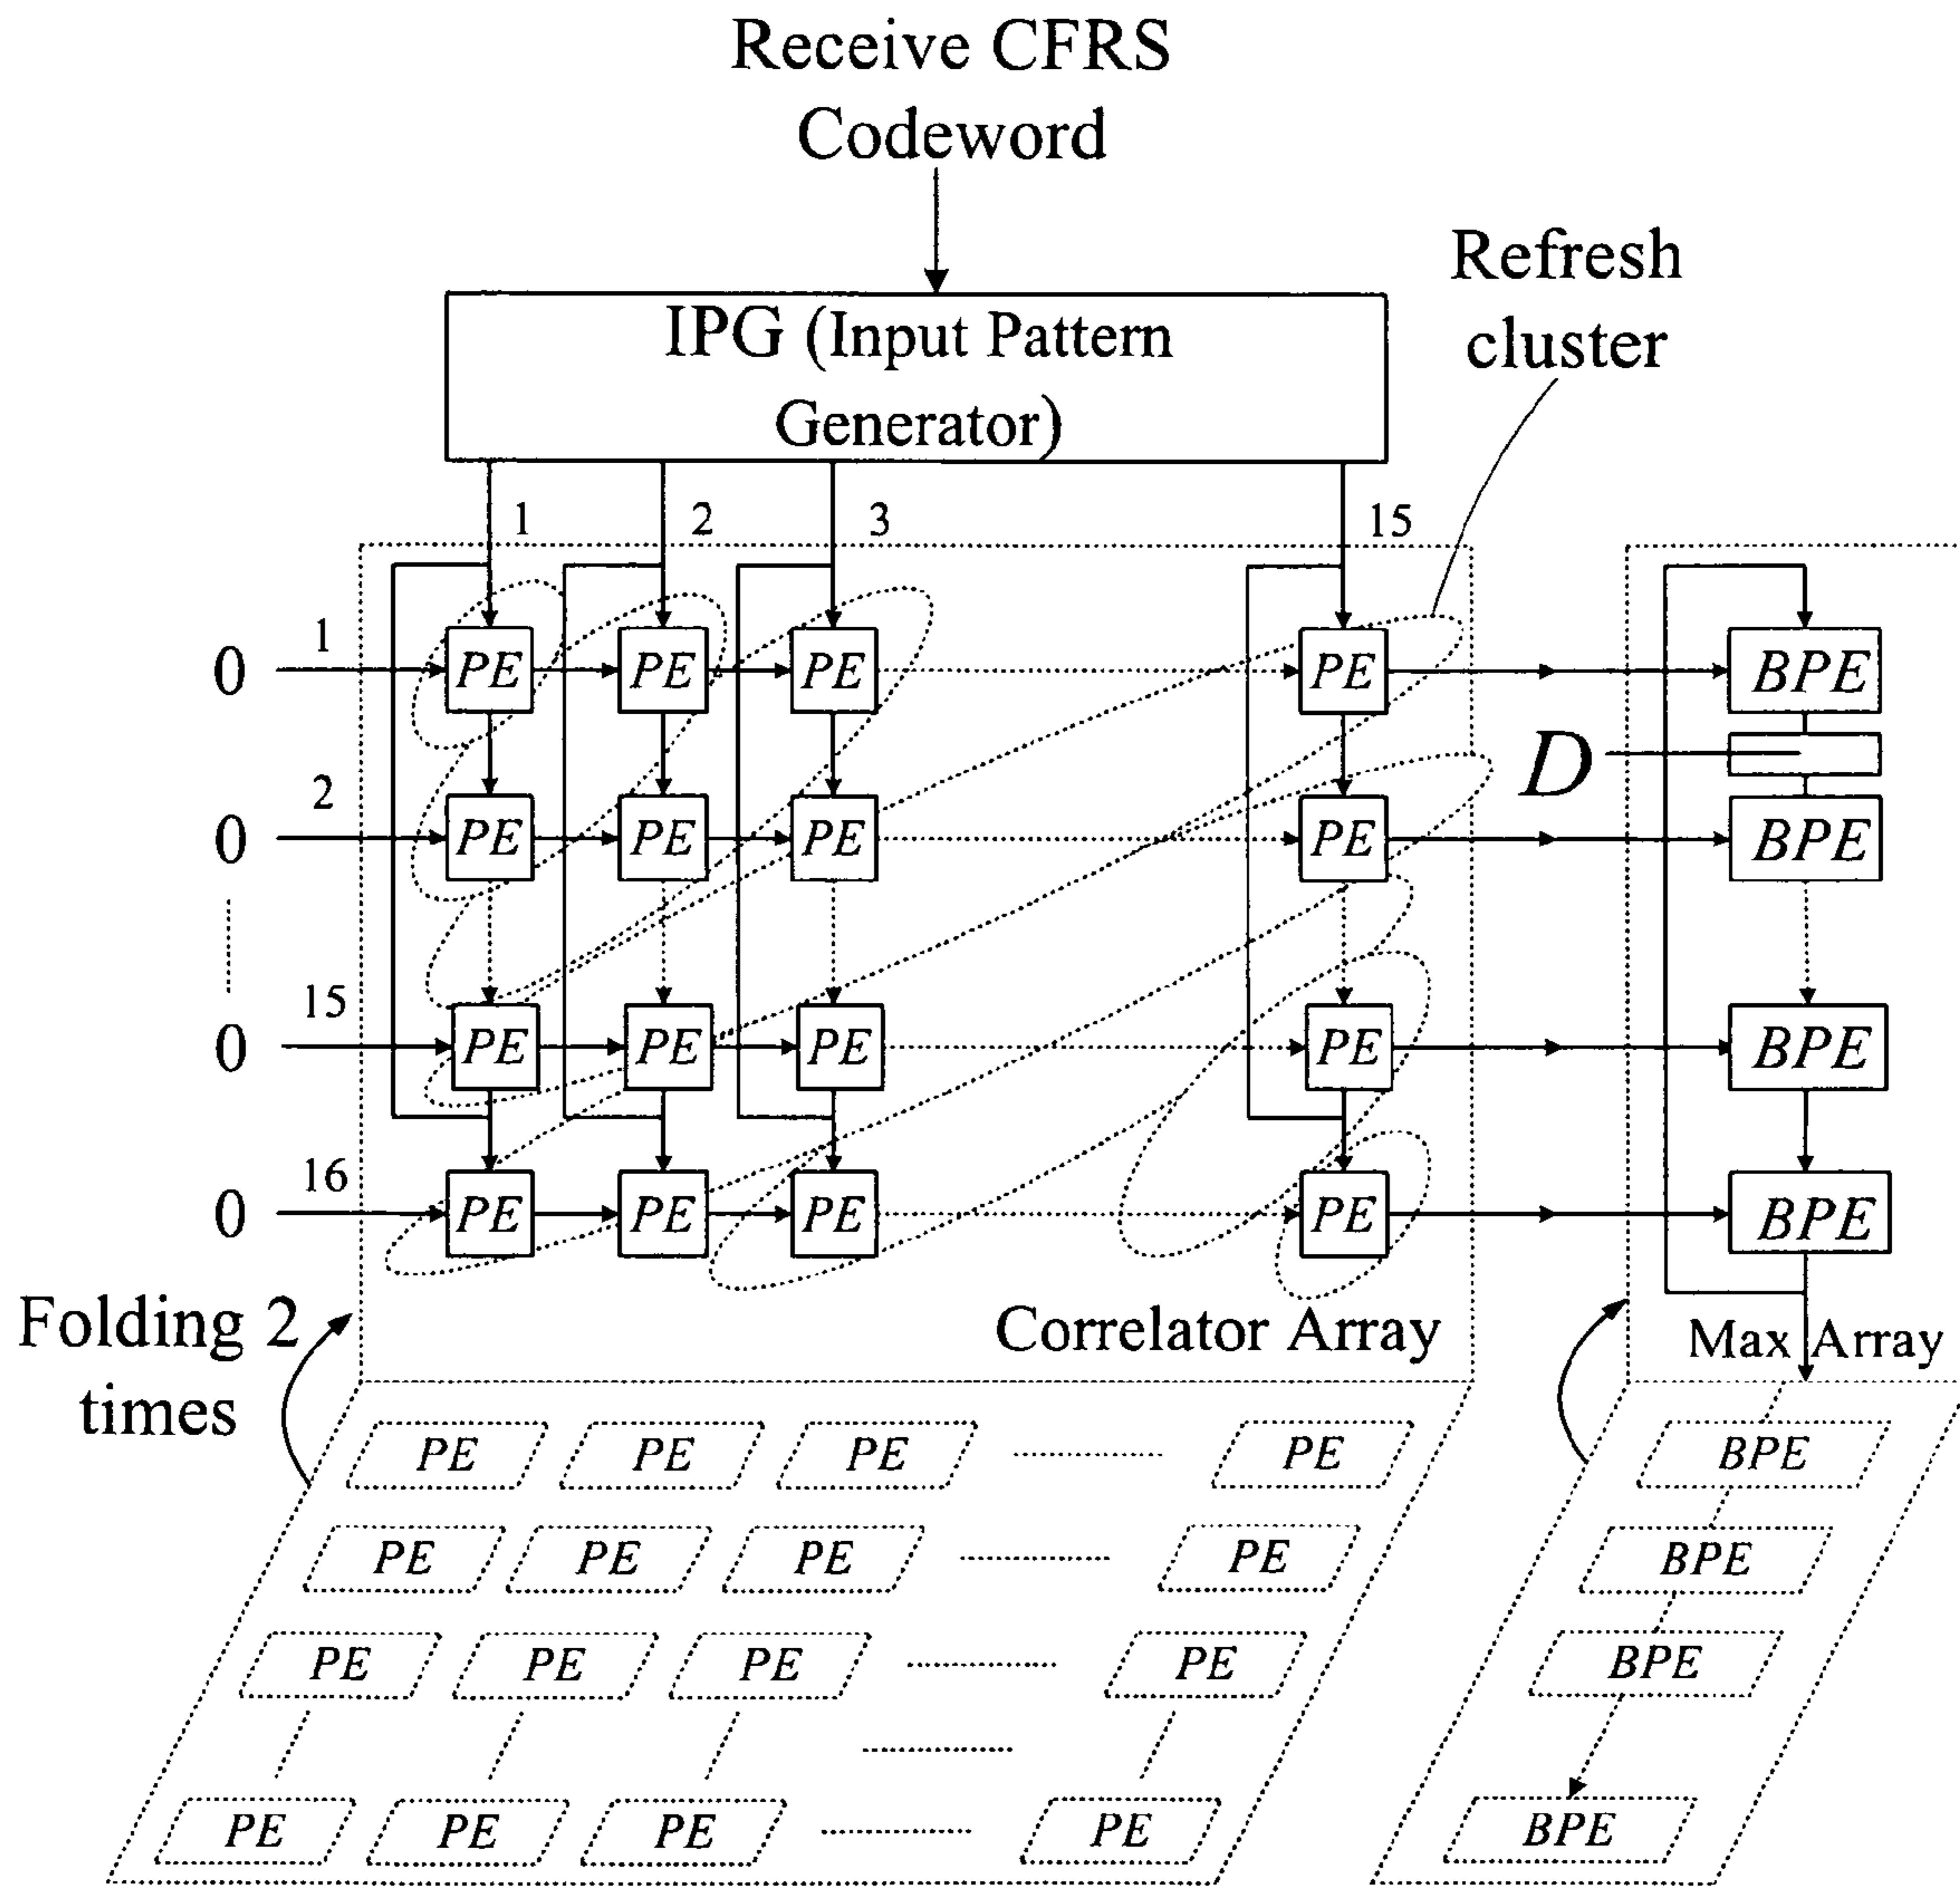 Receive CFRS
Codeword
Refresh
cluster
IPG (Input Pattern
Generator)
1 2 3 15
0 1 PE PE PE PE BPE
D
0 2 PE PE PE PE BPE
0 15 PE PE PE PE BPE
0 16 PE PE PE PE BPE
Folding 2
times
Correlator Array
Max Array
PE PE PE PE BPE
PE PE PE PE BPE
PE PE PE PE BPE
PE PE PE PE BPE